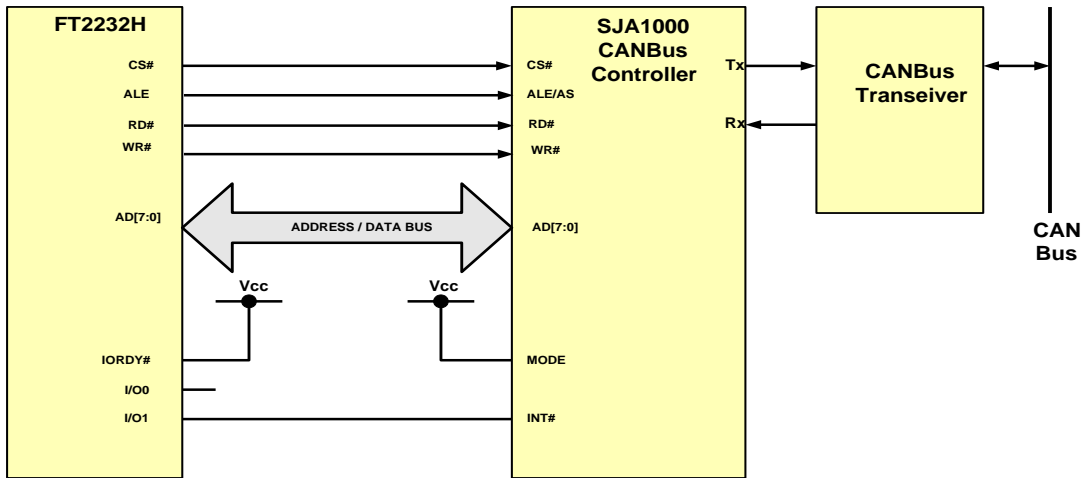 FT2232H
CS#
ALE
RD#
WR#
AD[7:0]
IORDY#
I/O0
I/O1
ADDRESS / DATA BUS
Vcc
Vcc
SJA1000
CANBus
Controller
CS#
ALE/AS
RD#
WR#
AD[7:0]
MODE
INT#
Tx
Rx
CANBus
Transeiver
CAN
Bus